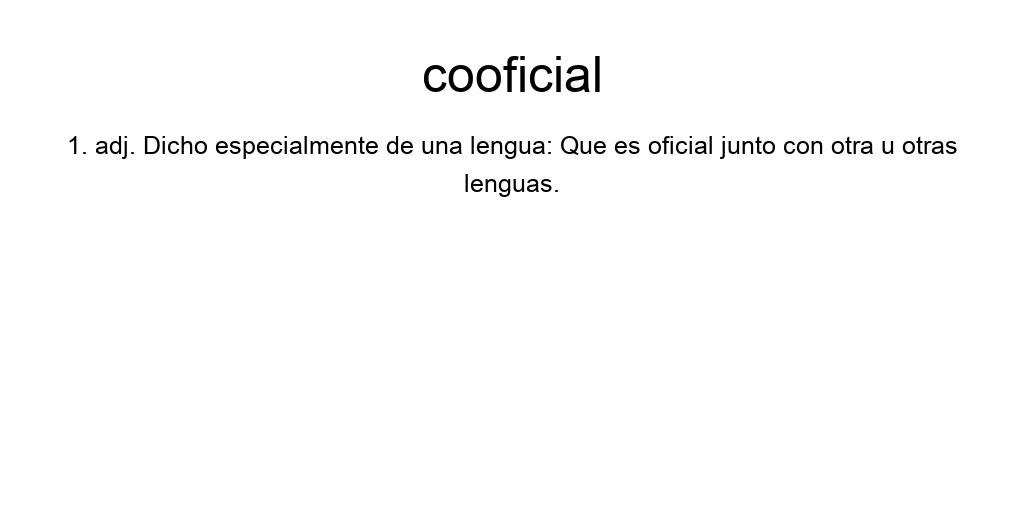 cooficial
1. adj. Dicho especialmente de una lengua: Que es oficial junto con otra u otras
lenguas.